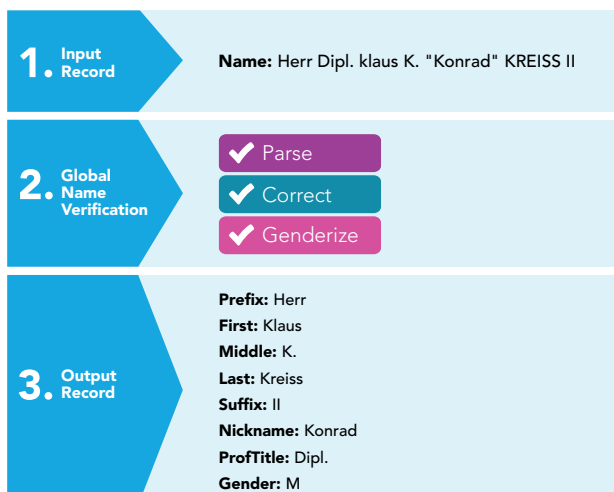 1. Input Record
Name: Herr Dipl. klaus K. "Konrad" KREISS II
2. Global Name Verification
Parse
Correct
Genderize
3. Output Record
Prefix: Herr
First: Klaus
Middle: K.
Last: Kreiss
Suffix: II
Nickname: Konrad
ProfTitle: Dipl.
Gender: M